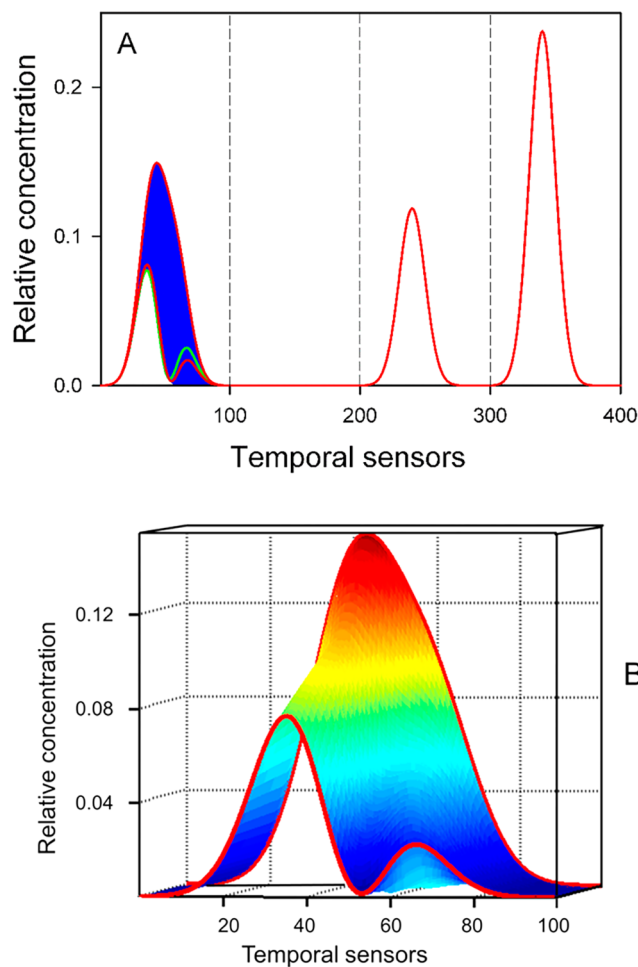 A
Relative concentration
0.2
0.1
0.0
100 200 300 400
Temporal sensors
B
Relative concentration
0.12
0.08
0.04
20 40 60 80 100
Temporal sensors